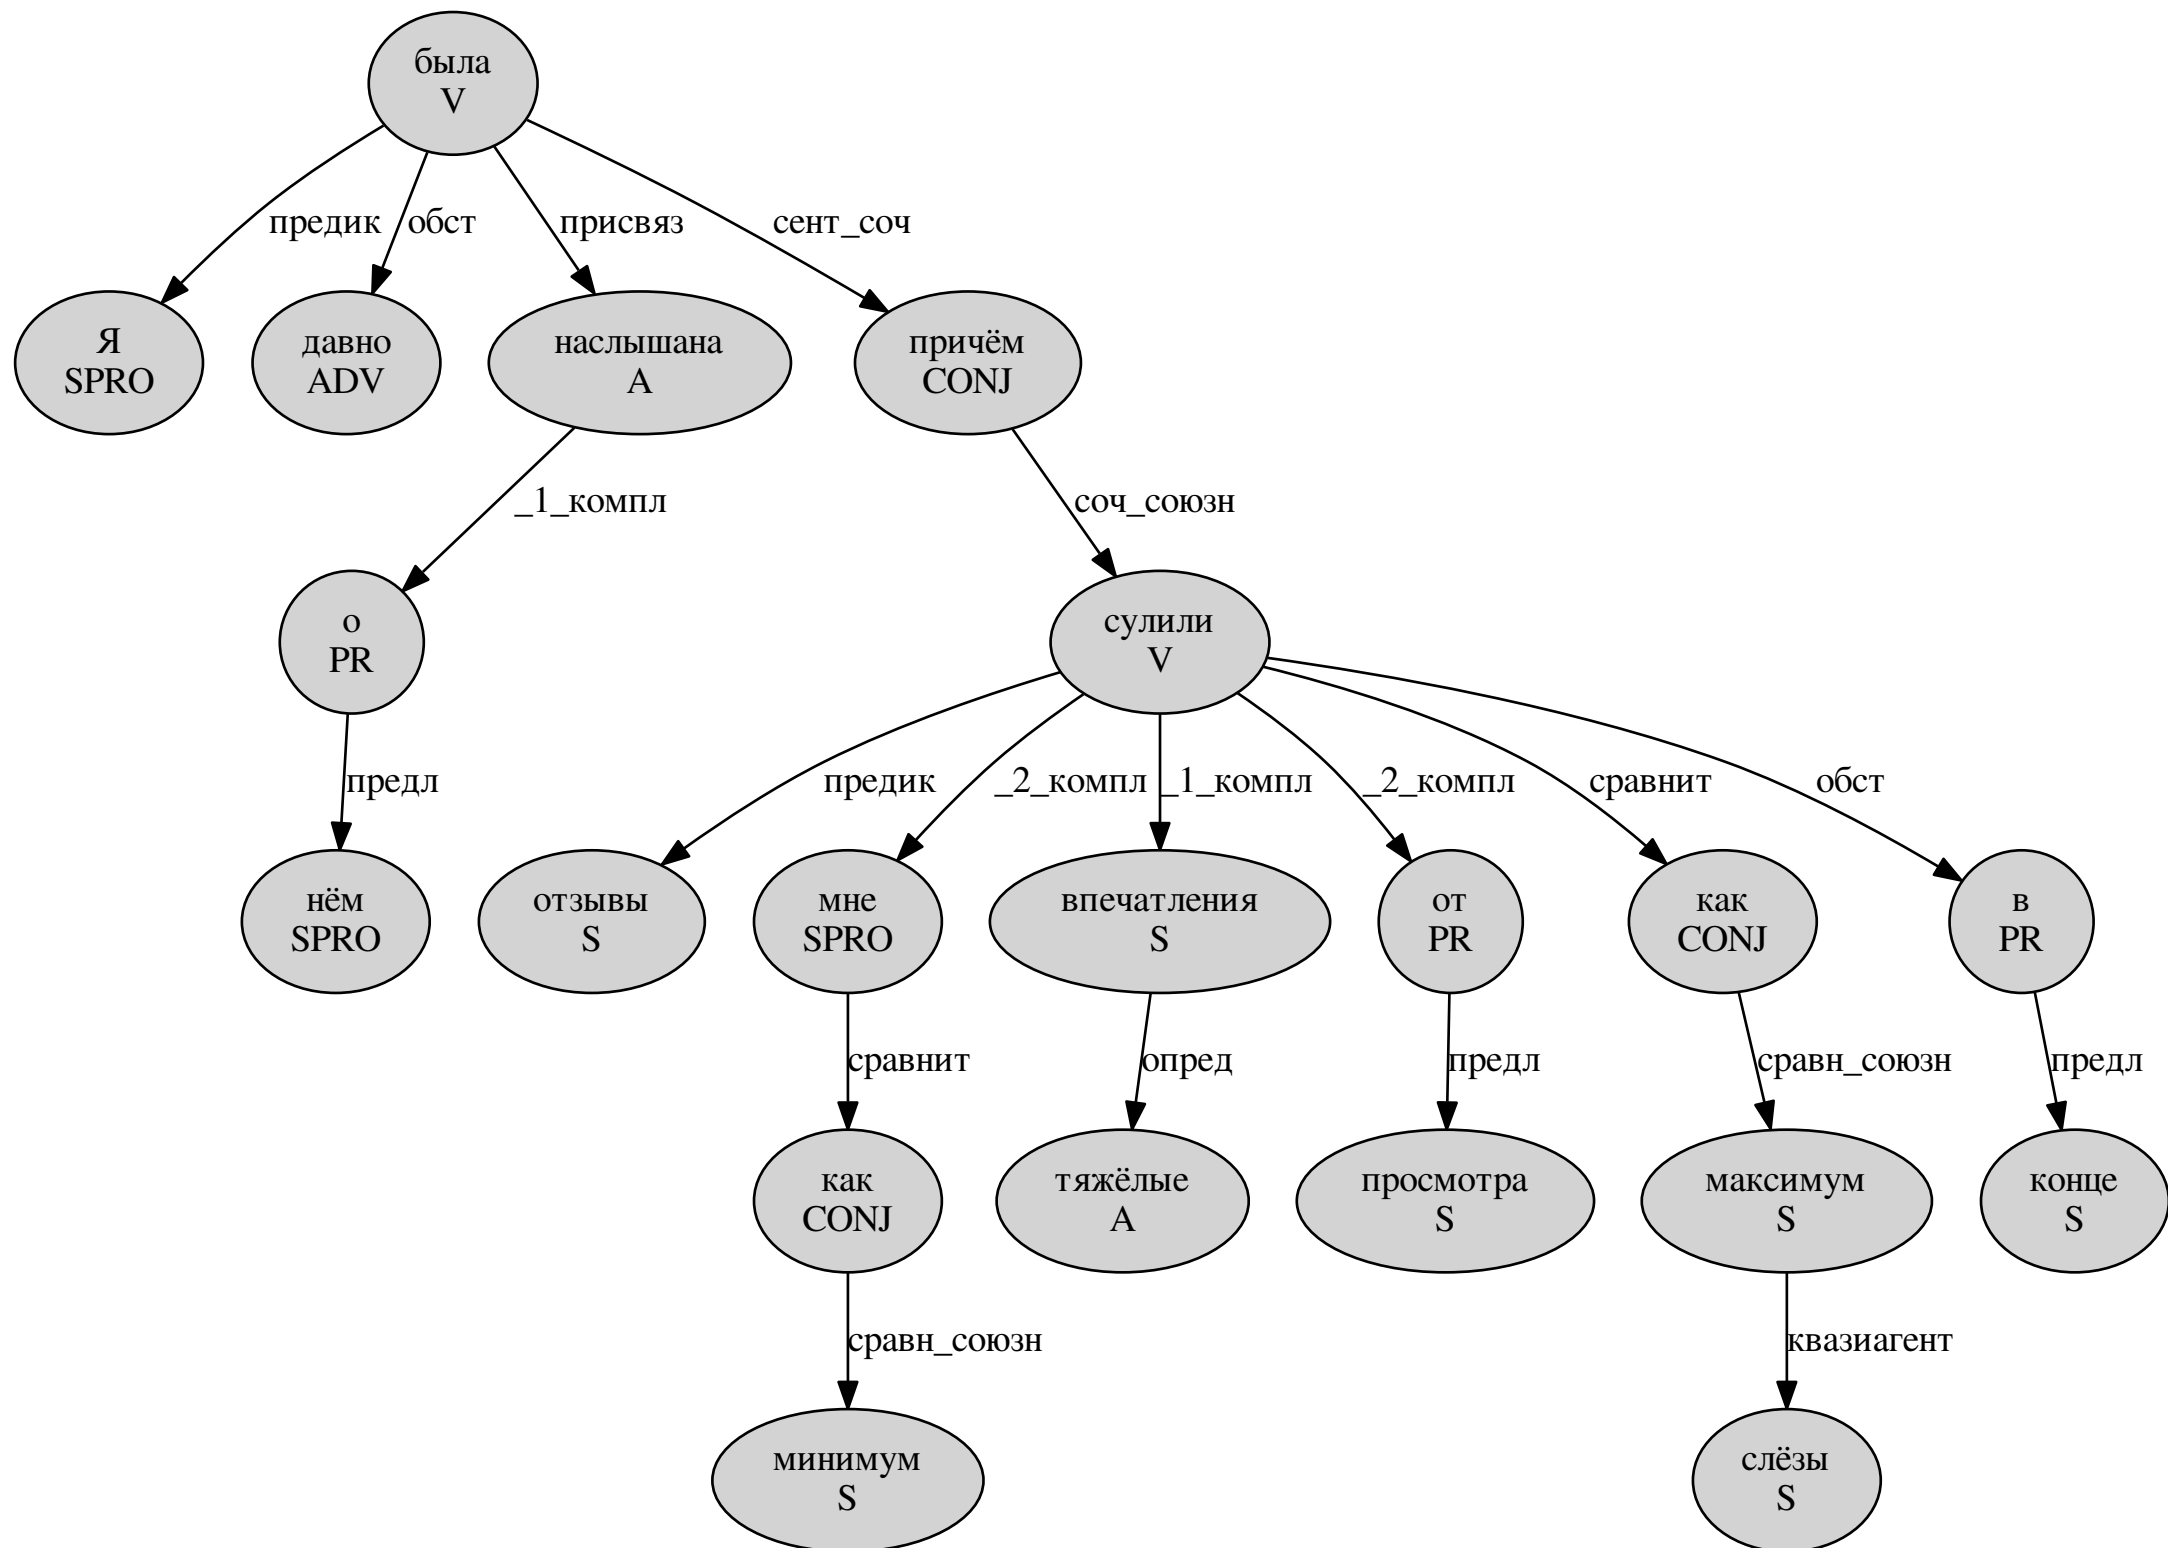 была
V
предик
обст
присвяз
сент_соч
Я
SPRO
давно
ADV
наслышана
A
причём
CONJ
_1_компл
соч_союзн
о
PR
сулили
V
предл
предик
_2_компл
_1_компл
_2_компл
сравнит
обст
нём
SPRO
отзывы
S
мне
SPRO
впечатления
S
от
PR
как
CONJ
в
PR
сравнит
опред
предл
сравн_союзн
предл
как
CONJ
тяжёлые
A
просмотра
S
максимум
S
конце
S
сравн_союзн
квазиагент
минимум
S
слёзы
S